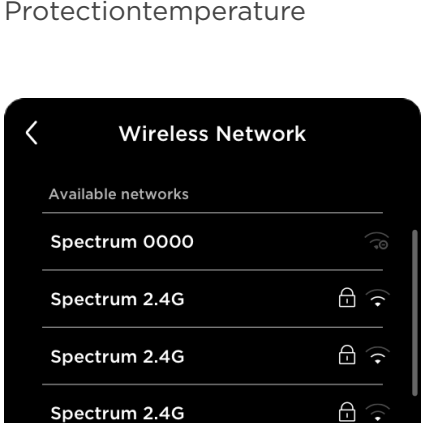 Protectiontemperature
Wireless Network
Available networks
Spectrum 0000
Spectrum 2.4G
Spectrum 2.4G
Spectrum 2.4G